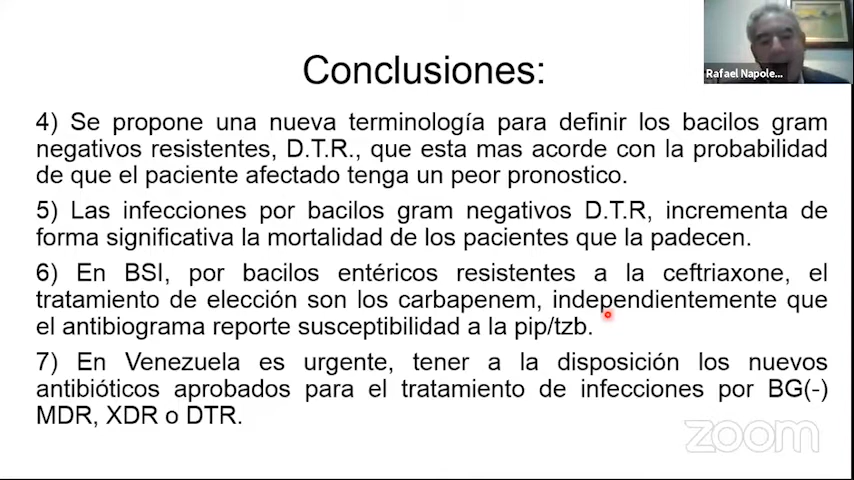 Rafael Napole...
Conclusiones:
4) Se propone una nueva terminología para definir los bacilos gram
negativos resistentes, D.T.R., que esta mas acorde con la probabilidad
de que el paciente afectado tenga un peor pronostico.
5) Las infecciones por bacilos gram negativos D.T.R, incrementa de
forma significativa la mortalidad de los pacientes que la padecen.
6) En BSI, por bacilos entéricos resistentes a la ceftriaxone, el
tratamiento de elección son los carbapenem, independientemente que
el antibiograma reporte susceptibilidad a la pip/tzb.
7) En Venezuela es urgente, tener a la disposición los nuevos
antibióticos aprobados para el tratamiento de infecciones por BG(-)
MDR, XDR o DTR.
zoom